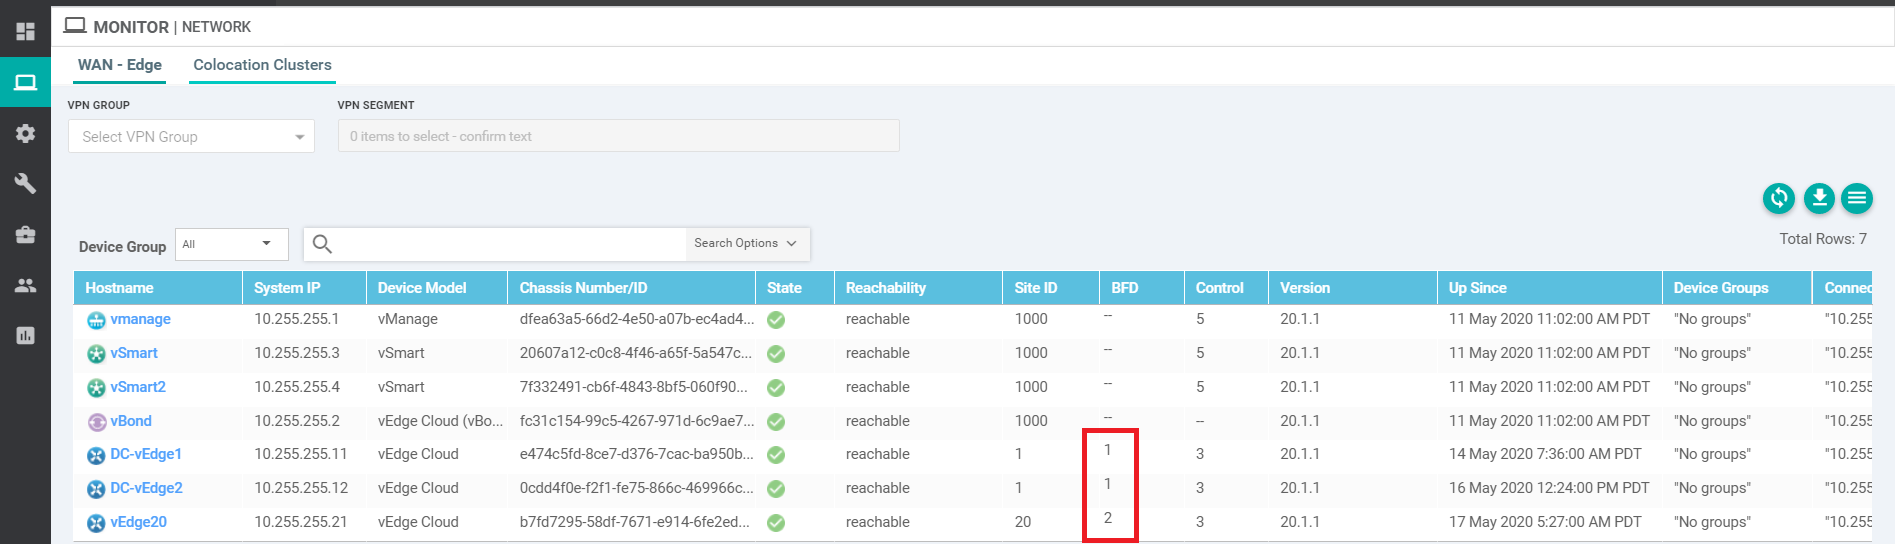 MONITOR | NETWORK
WAN - Edge Colocation Clusters
VPN GROUP VPN SEGMENT
Select VPN Group 0 items to select - confirm text
Total Rows: 7
Device Group All Search Options
Hostname System IP Device Model Chassis Number/ID State Reachability Site ID BFD Control Version Up Since Device Groups Connec
vmanage 10.255.255.1 vManage dfea63a5-66d2-4e50-a07b-ec4ad4... reachable 1000 -- 5 20.1.1 11 May 2020 11:02:00 AM PDT "No groups" "10.255
vSmart 10.255.255.3 vSmart 20607a12-c0c8-4f46-a65f-5a547c... reachable 1000 -- 5 20.1.1 11 May 2020 11:02:00 AM PDT "No groups" "10.255
vSmart2 10.255.255.4 vSmart 7f332491-cb6f-4843-8bf5-060f90... reachable 1000 -- 5 20.1.1 11 May 2020 11:02:00 AM PDT "No groups" "10.255
vBond 10.255.255.2 vEdge Cloud (vBo... fc31c154-99c5-4267-971d-6c9ae7... reachable 1000 -- -- 20.1.1 11 May 2020 11:02:00 AM PDT "No groups" "10.255
DC-vEdge1 10.255.255.11 vEdge Cloud e474c5fd-8ce7-d376-7cac-ba950b... reachable 1 1 3 20.1.1 14 May 2020 7:36:00 AM PDT "No groups" "10.255
DC-vEdge2 10.255.255.12 vEdge Cloud 0cdd4f0e-f2f1-fe75-866c-469966c... reachable 1 1 3 20.1.1 16 May 2020 12:24:00 PM PDT "No groups" "10.255
vEdge20 10.255.255.21 vEdge Cloud b7fd7295-58df-7671-e914-6fe2ed... reachable 20 2 3 20.1.1 17 May 2020 5:27:00 AM PDT "No groups" "10.255